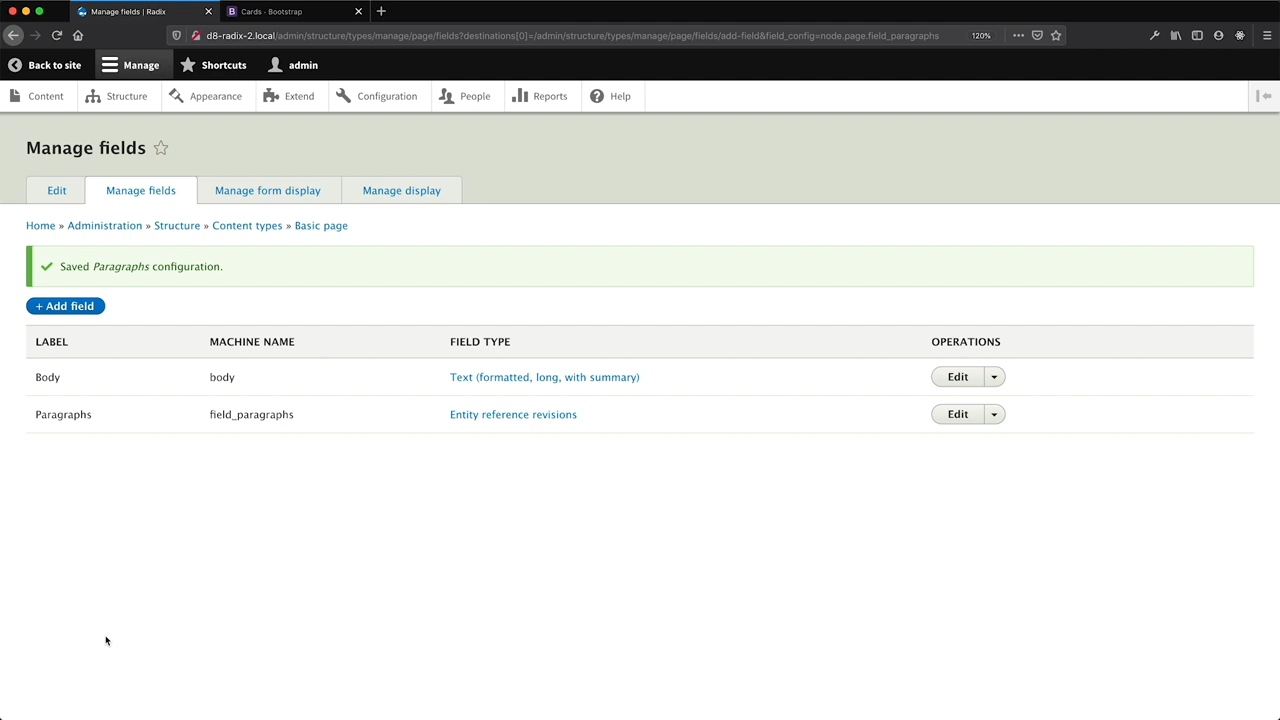 Manage fields | Radix
Cards · Bootstrap
d8-radix-2.local/admin/structure/types/manage/page/fields?destinations[0]=/admin/structure/types/manage/page/fields/add-field&field_config=node.page.field_paragraphs
120%
Back to site
Manage
Shortcuts
admin
Content
Structure
Appearance
Extend
Configuration
People
Reports
Help
Manage fields
Edit
Manage fields
Manage form display
Manage display
Home » Administration » Structure » Content types » Basic page
Saved Paragraphs configuration.
+ Add field
LABEL MACHINE NAME FIELD TYPE OPERATIONS
Body body Text (formatted, long, with summary) Edit
Paragraphs field_paragraphs Entity reference revisions Edit